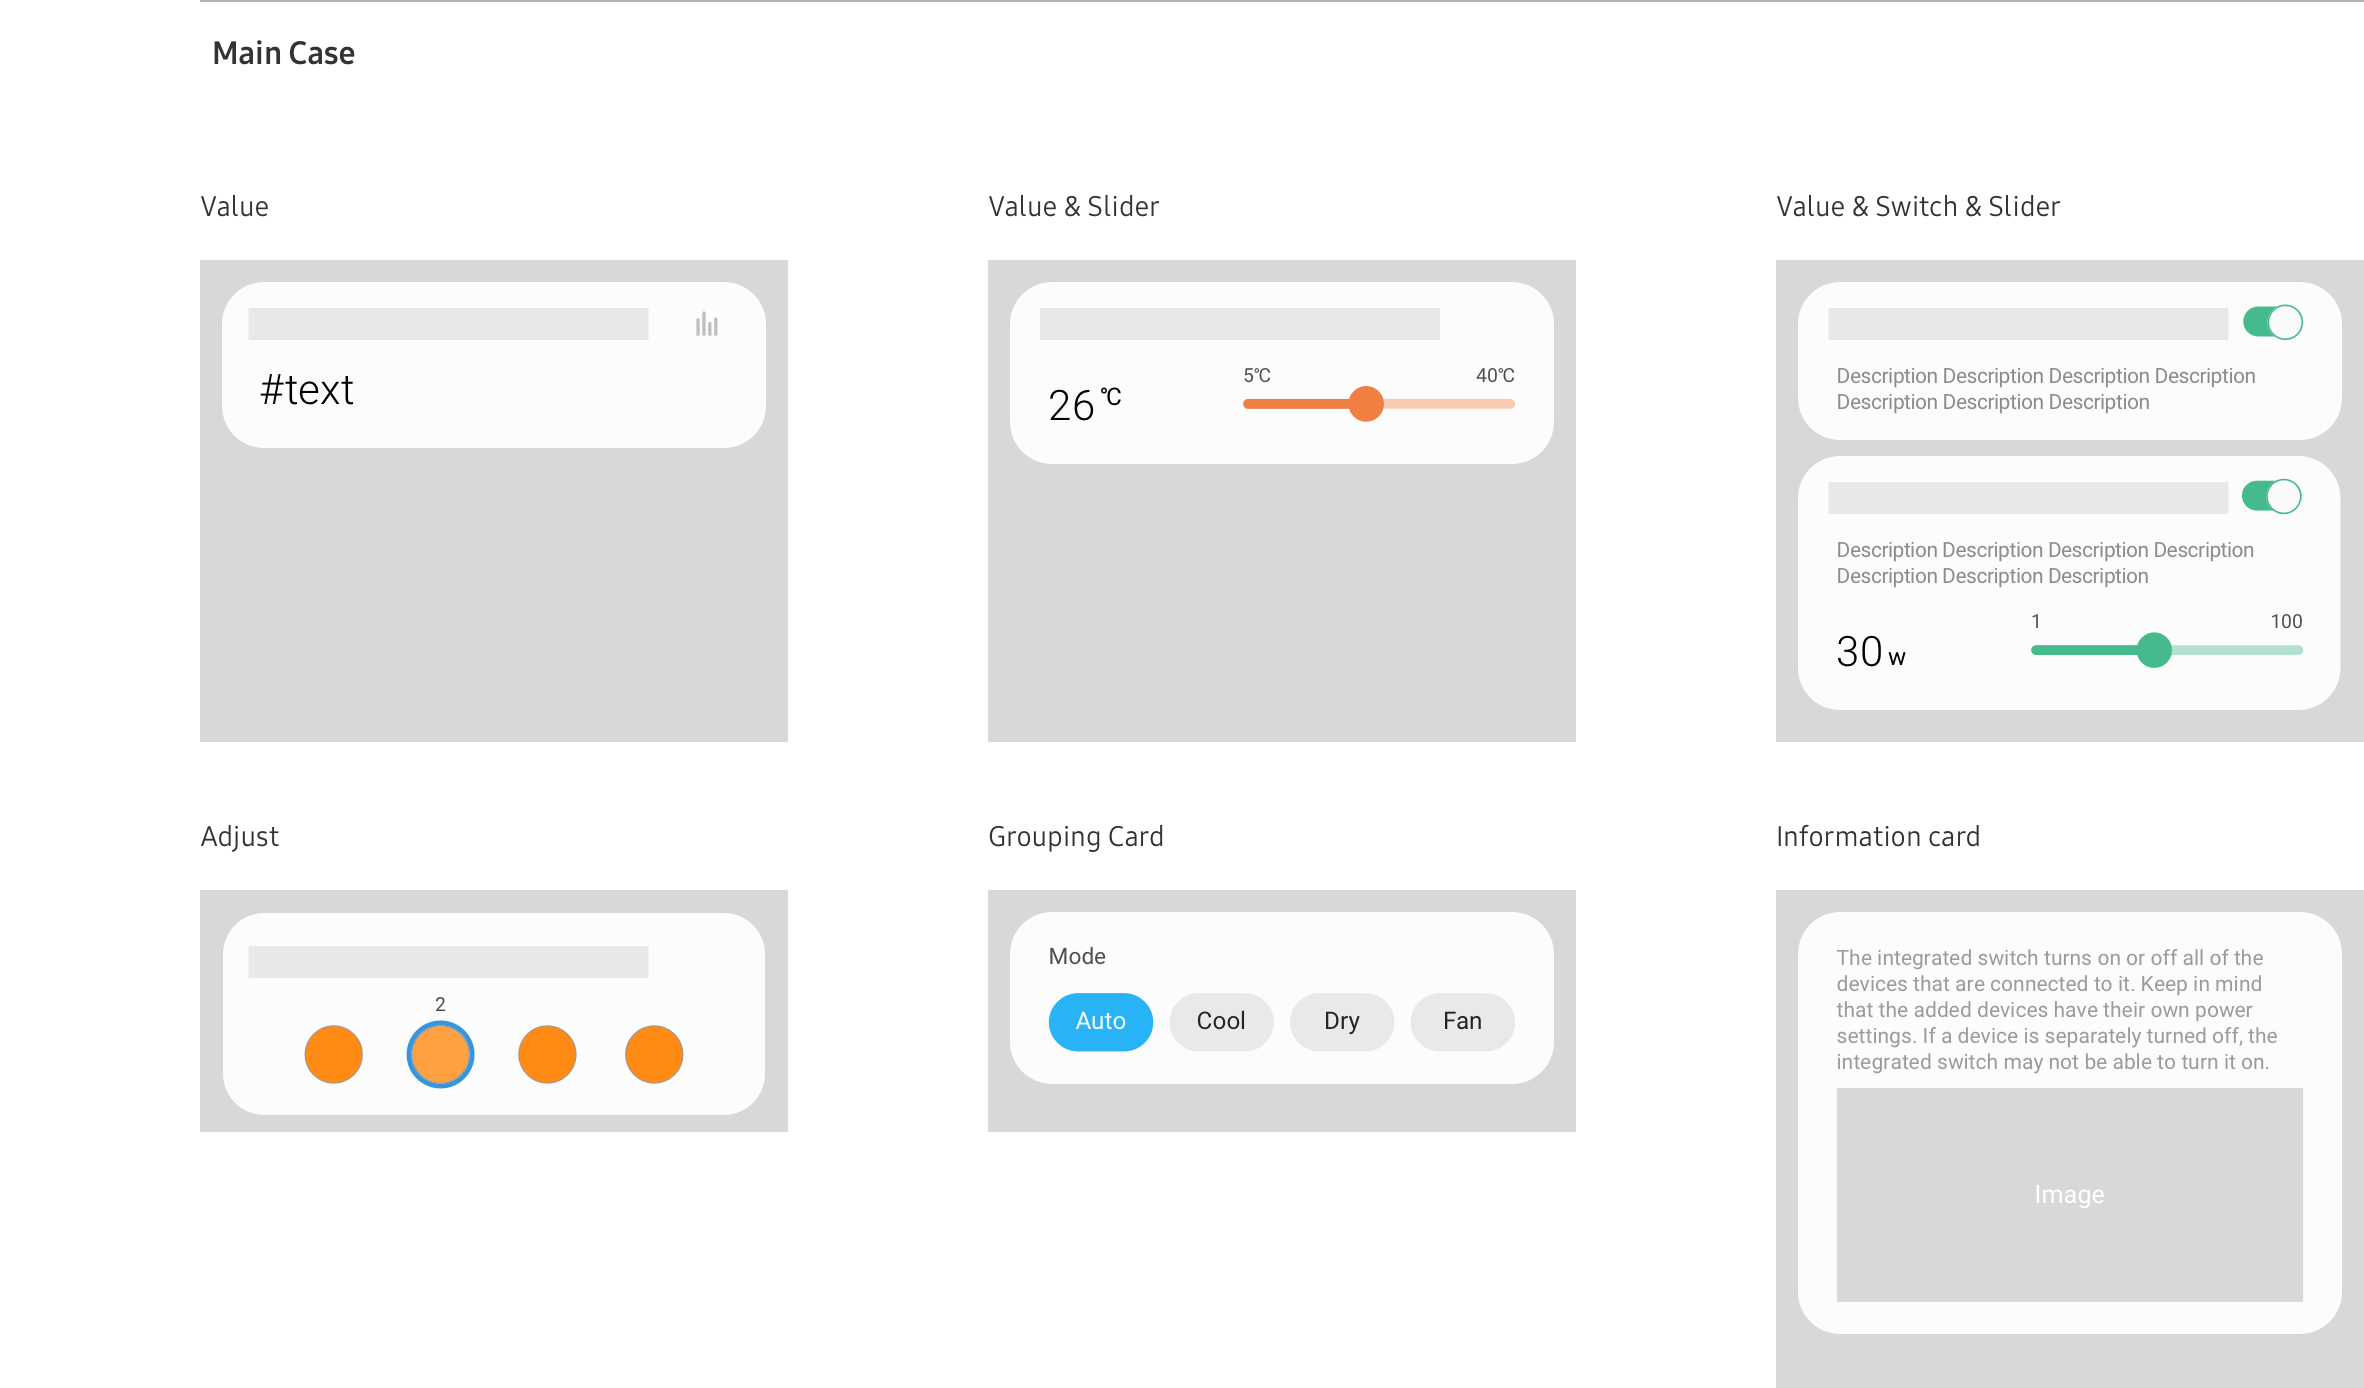 Main Case
Value
Value & Slider
Value & Switch & Slider
#text
26 ℃
5℃
40℃
Description Description Description Description
Description Description Description
Description Description Description Description
Description Description Description
30 w
1
100
Adjust
Grouping Card
Information card
2
Mode
Auto
Cool
Dry
Fan
The integrated switch turns on or off all of the
devices that are connected to it. Keep in mind
that the added devices have their own power
settings. If a device is separately turned off, the
integrated switch may not be able to turn it on.
Image